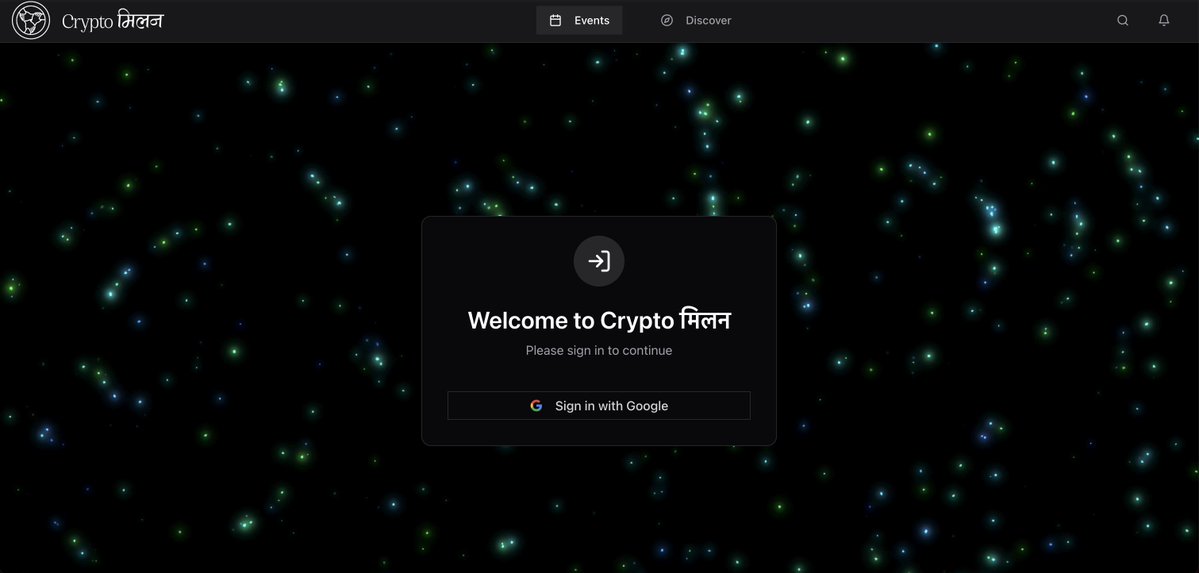 Crypto मिलन
Events
Discover
Welcome to Crypto मिलन
Please sign in to continue
Sign in with Google